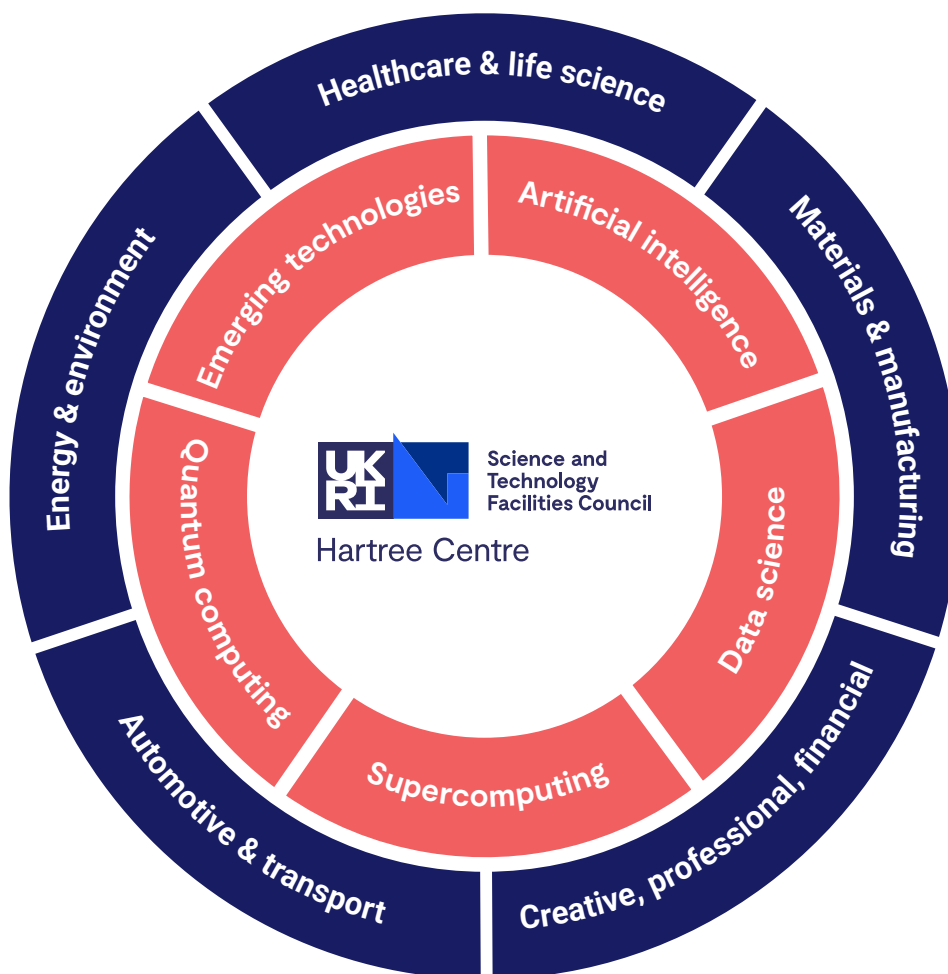 Healthcare & life science
Materials & manufacturing
Creative, professional, financial
Automotive & transport
Energy & environment
Emerging technologies
Artificial intelligence
Data science
Supercomputing
Quantum computing
UK
RI
Science and
Technology
Facilities Council
Hartree Centre